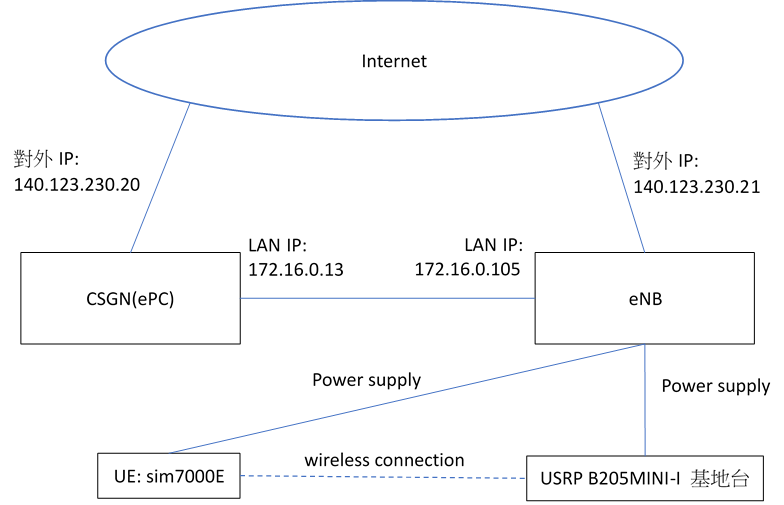 Internet
對外 IP:
140.123.230.20
對外 IP:
140.123.230.21
LAN IP:
172.16.0.13
LAN IP:
172.16.0.105
CSGN(ePC)
eNB
Power supply
Power supply
wireless connection
UE: sim7000E
USRP B205MINI-I 基地台